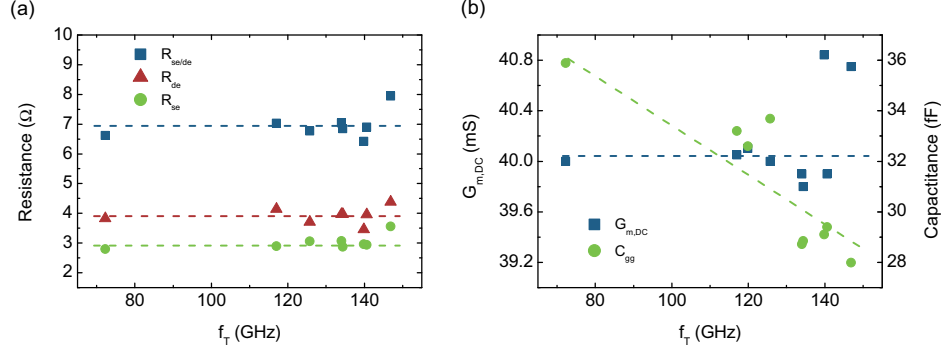 (a)
10
9
8
7
6
5
4
3
2
Resistance (Ω)
R_se/de
R_de
R_se
80
100
120
140
f_T (GHz)
(b)
40.8
40.4
40.0
39.6
39.2
G_m,DC (mS)
G_m,DC
C_gg
36
34
32
30
28
Capactitance (fF)
80
100
120
140
f_T (GHz)